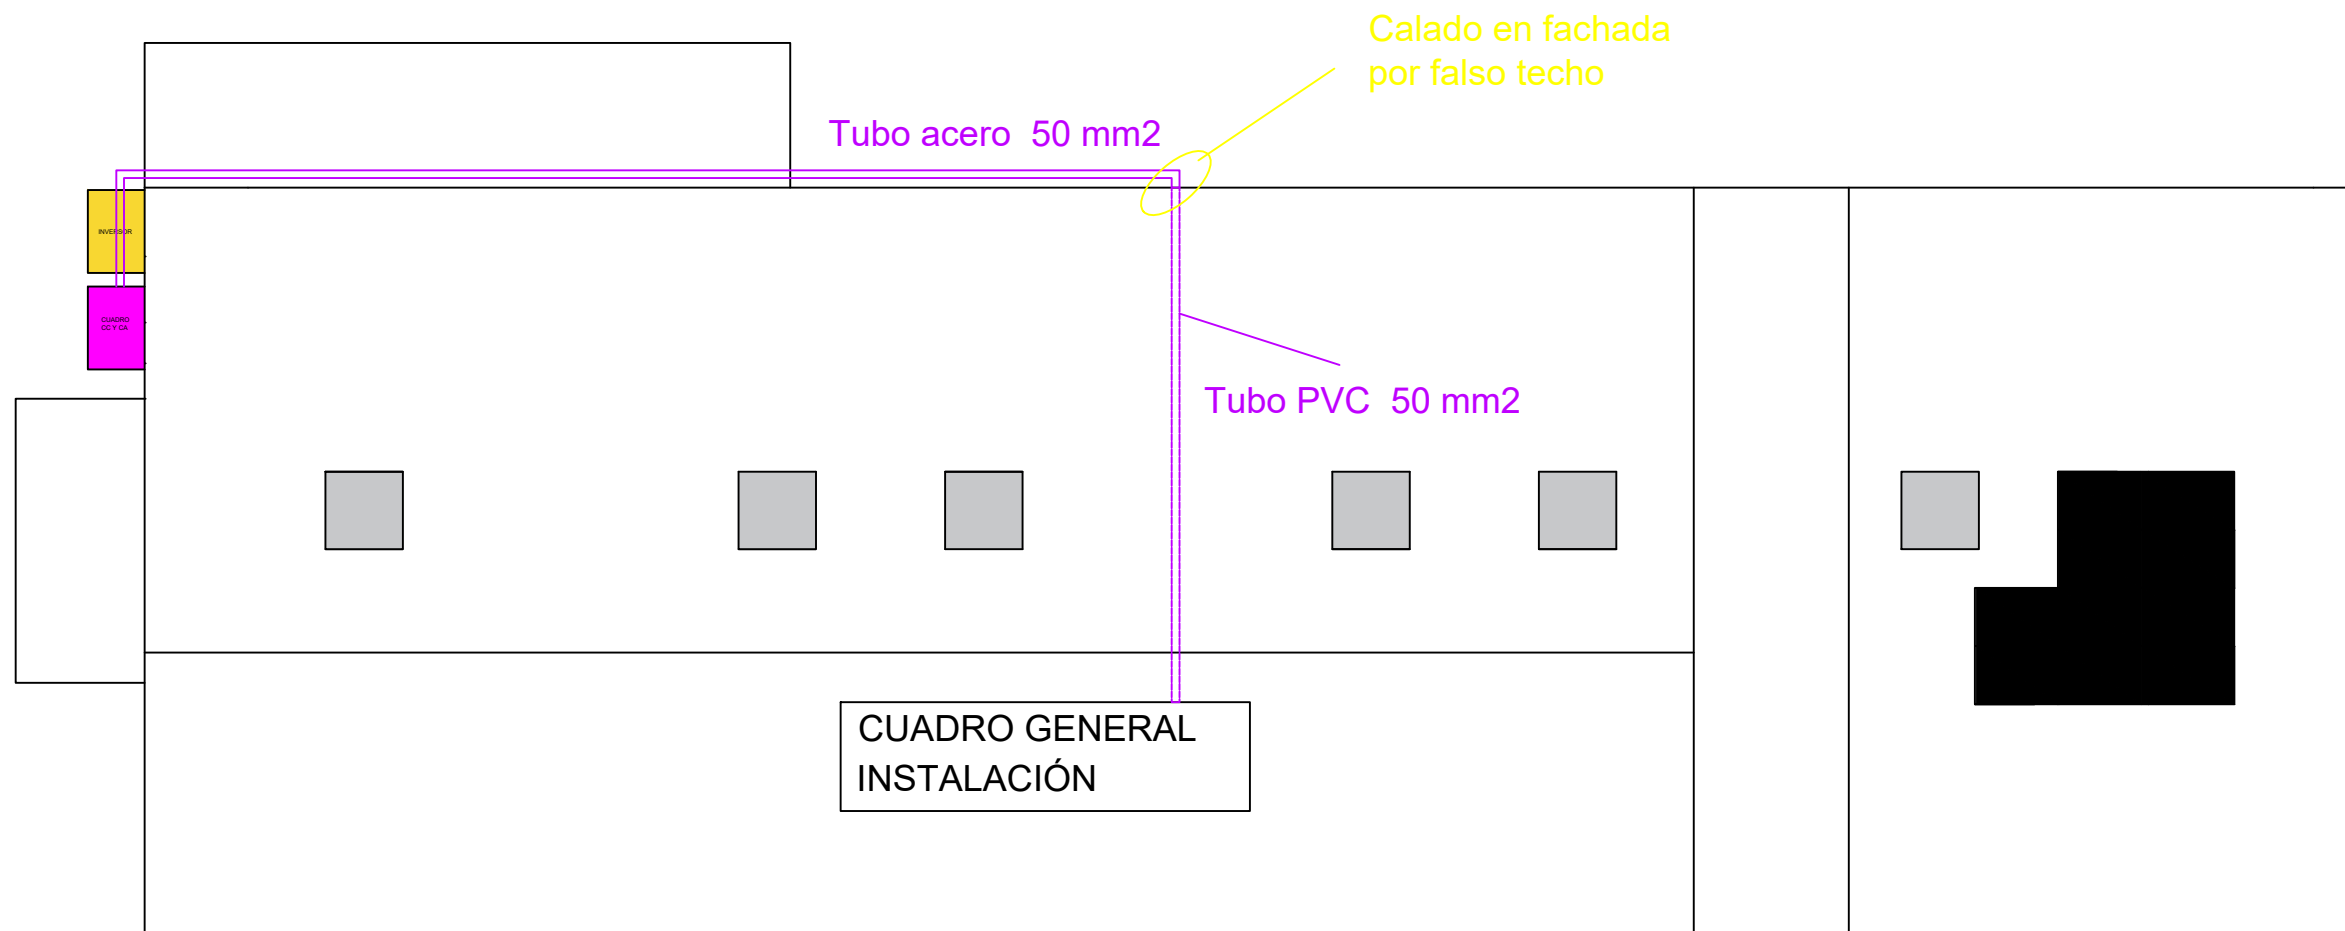 Calado en fachada
por falso techo
Tubo acero 50 mm2
INVERSOR
CUADRO
CC Y CA
Tubo PVC 50 mm2
CUADRO GENERAL
INSTALACIÓN